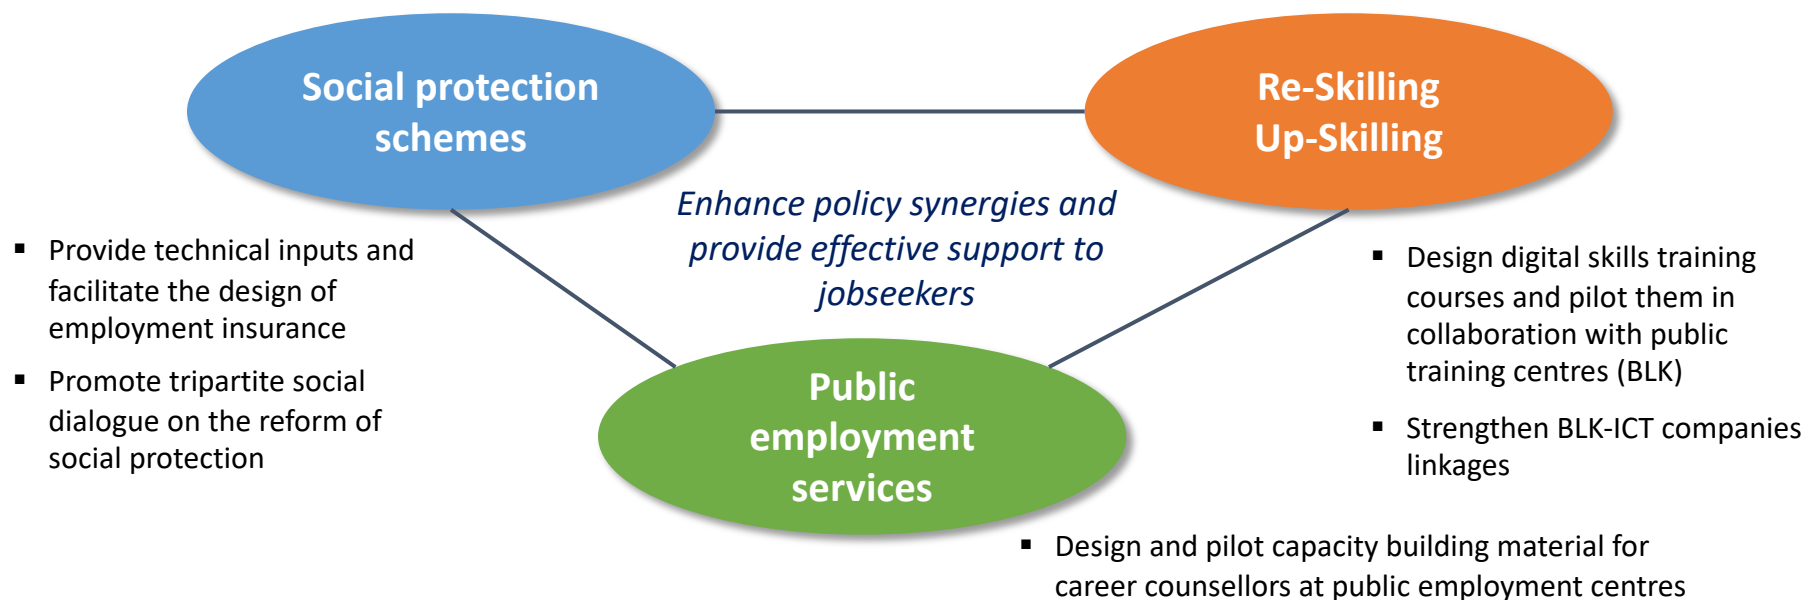 Social protection
schemes
Re-Skilling
Up-Skilling
Enhance policy synergies and
provide effective support to
jobseekers
▪ Provide technical inputs and
facilitate the design of
employment insurance
▪ Promote tripartite social
dialogue on the reform of
social protection
▪ Design digital skills training
courses and pilot them in
collaboration with public
training centres (BLK)
▪ Strengthen BLK-ICT companies
linkages
Public
employment
services
▪ Design and pilot capacity building material for
career counsellors at public employment centres